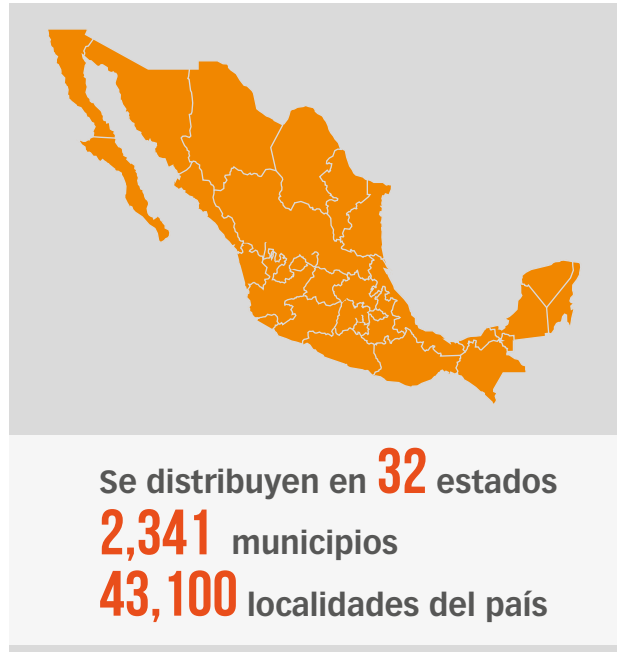 Se distribuyen en 32 estados
2,341 municipios
43,100 localidades del país